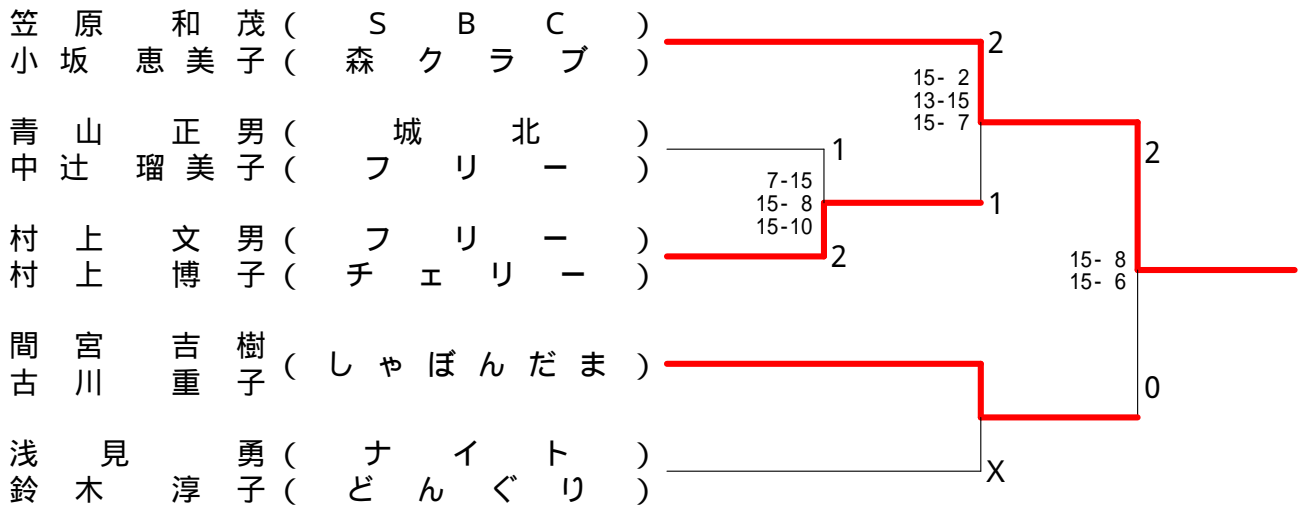 笠原 和茂 ( SBC )
2
小坂 恵美子 ( 森クラブ )
15- 2
13-15
15- 7
青山 正男 ( 城北 )
1
2
中辻 瑠美子 ( フリー )
7-15
15- 8
15-10
1
村上 文男 ( フリー )
2
村上 博子 ( チェリー )
15- 8
15- 6
間宮 吉樹
古川 重子
( しゃぼんだま )
0
浅見 勇 ( ナイト )
X
鈴木 淳子 ( どんぐり )